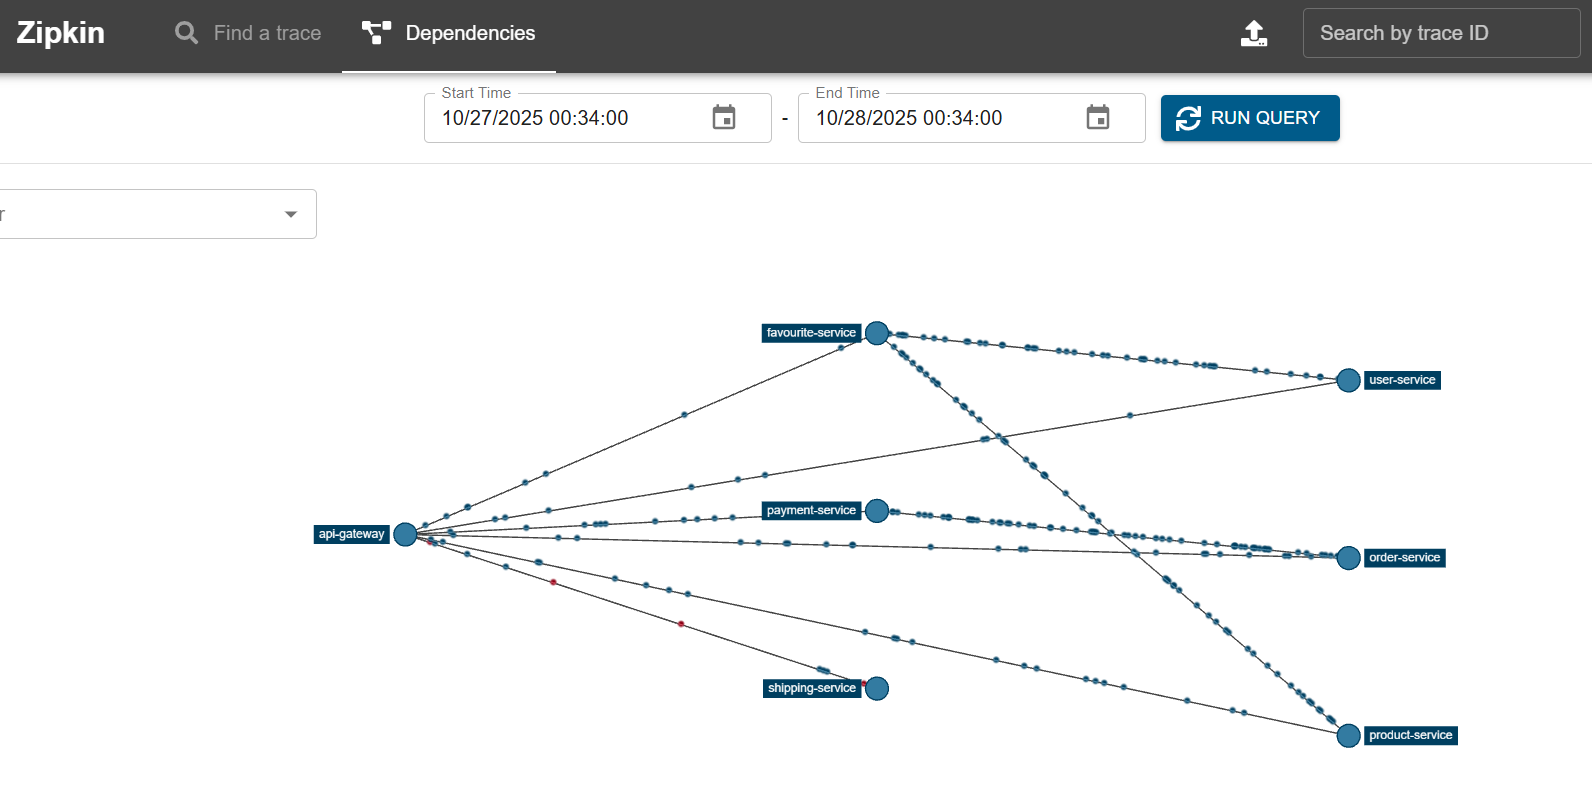 Zipkin
Find a trace
Dependencies
Search by trace ID
Start Time
10/27/2025 00:34:00
-
End Time
10/28/2025 00:34:00
RUN QUERY
r
favourite-service
user-service
payment-service
api-gateway
order-service
shipping-service
product-service